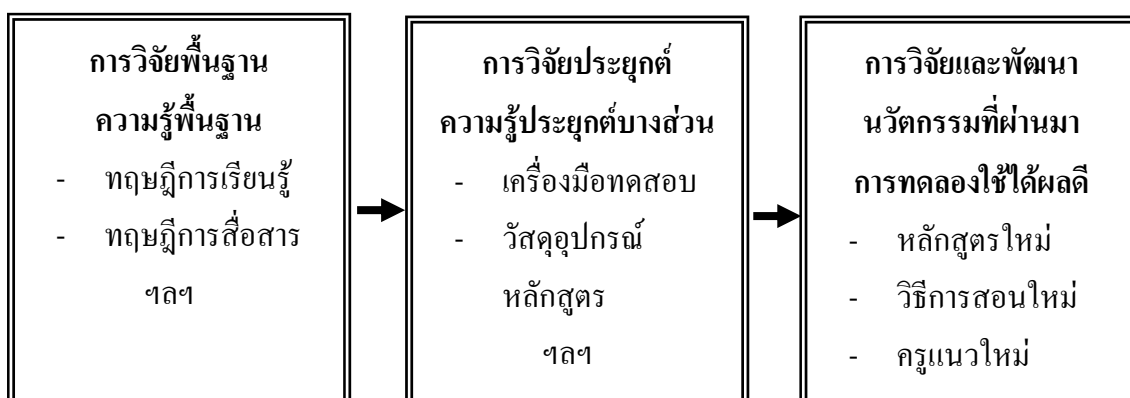 การวิจัยพื้นฐาน
ความรู้พื้นฐาน
- ทฤษฎีการเรียนรู้
- ทฤษฎีการสื่อสาร
ฯลฯ
การวิจัยประยุกต์
ความรู้ประยุกต์บางส่วน
- เครื่องมือทดสอบ
- วัสดุอุปกรณ์
หลักสูตร
ฯลฯ
การวิจัยและพัฒนา
นวัตกรรมที่ผ่านมา
การทดลองใช้ได้ผลดี
- หลักสูตรใหม่
- วิธีการสอนใหม่
- ครูแนวใหม่